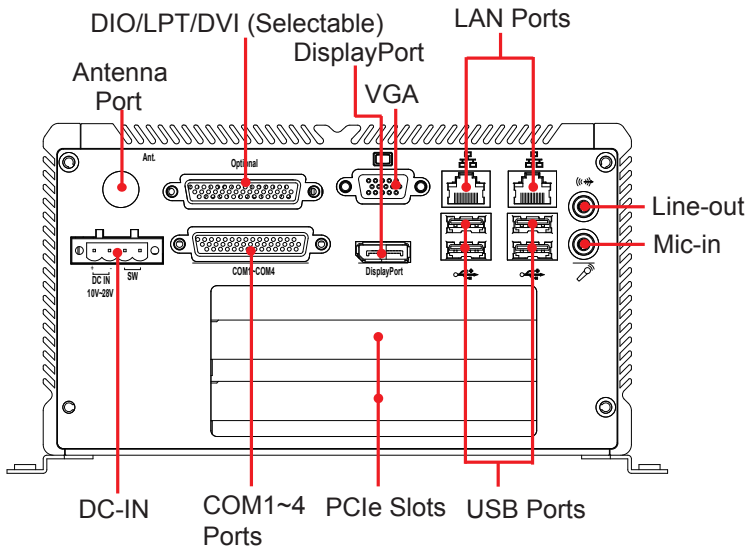 DIO/LPT/DVI (Selectable)
LAN Ports
DisplayPort
Antenna
Port
VGA
Ant.
Optional
Line-out
Mic-in
COM1~COM4
DisplayPort
+ -
DC IN
SW
10V~28V
DC-IN
COM1~4
Ports
PCIe Slots
USB Ports